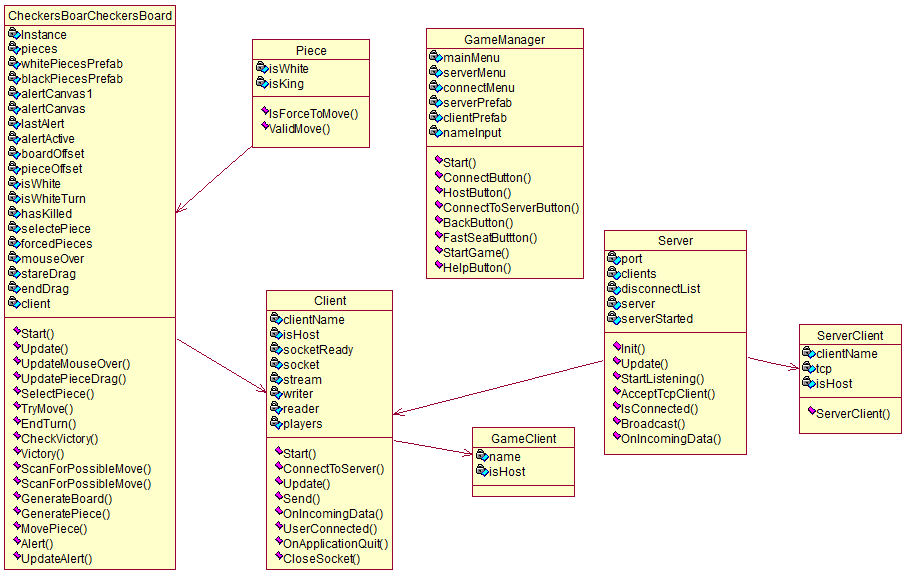 CheckersBoarCheckersBoard
Instance
pieces
whitePiecesPrefab
blackPiecesPrefab
alertCanvas1
alertCanvas
lastAlert
alertActive
boardOffset
pieceOffset
isWhite
isWhiteTurn
hasKilled
selectePiece
forcedPieces
mouseOver
stareDrag
endDrag
client
Start()
Update()
UpdateMouseOver()
UpdatePieceDrag()
SelectPiece()
TryMove()
EndTurn()
CheckVictory()
Victory()
ScanForPossibleMove()
ScanForPossibleMove()
GenerateBoard()
GeneratePiece()
MovePiece()
Alert()
UpdateAlert()
Piece
isWhite
isKing
IsForceToMove()
ValidMove()
GameManager
mainMenu
serverMenu
connectMenu
serverPrefab
clientPrefab
nameInput
Start()
ConnectButton()
HostButton()
ConnectToServerButton()
BackButton()
FastSeatButtton()
StartGame()
HelpButton()
Client
clientName
isHost
socketReady
socket
stream
writer
reader
players
Start()
ConnectToServer()
Update()
Send()
OnIncomingData()
UserConnected()
OnApplicationQuit()
CloseSocket()
GameClient
name
isHost
Server
port
clients
disconnectList
server
serverStarted
Init()
Update()
StartListening()
AcceptTcpClient()
IsConnected()
Broadcast()
OnIncomingData()
ServerClient
clientName
tcp
isHost
ServerClient()